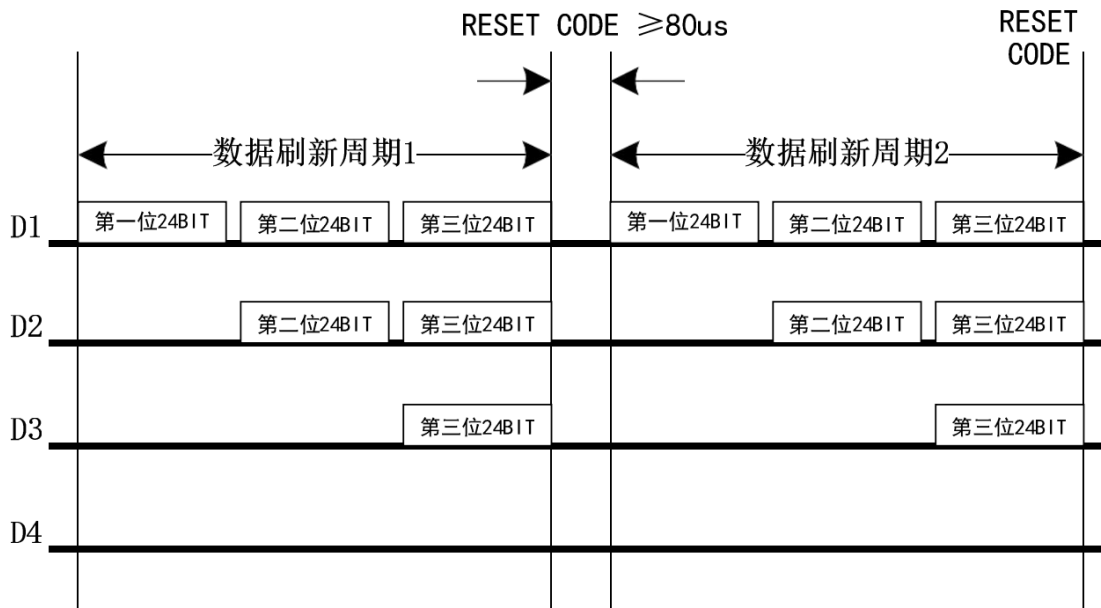 RESET CODE ≥80us
RESET
CODE
数据刷新周期1
数据刷新周期2
D1
第一位24BIT
第二位24BIT
第三位24BIT
第一位24BIT
第二位24BIT
第三位24BIT
D2
第二位24BIT
第三位24BIT
第二位24BIT
第三位24BIT
D3
第三位24BIT
第三位24BIT
D4